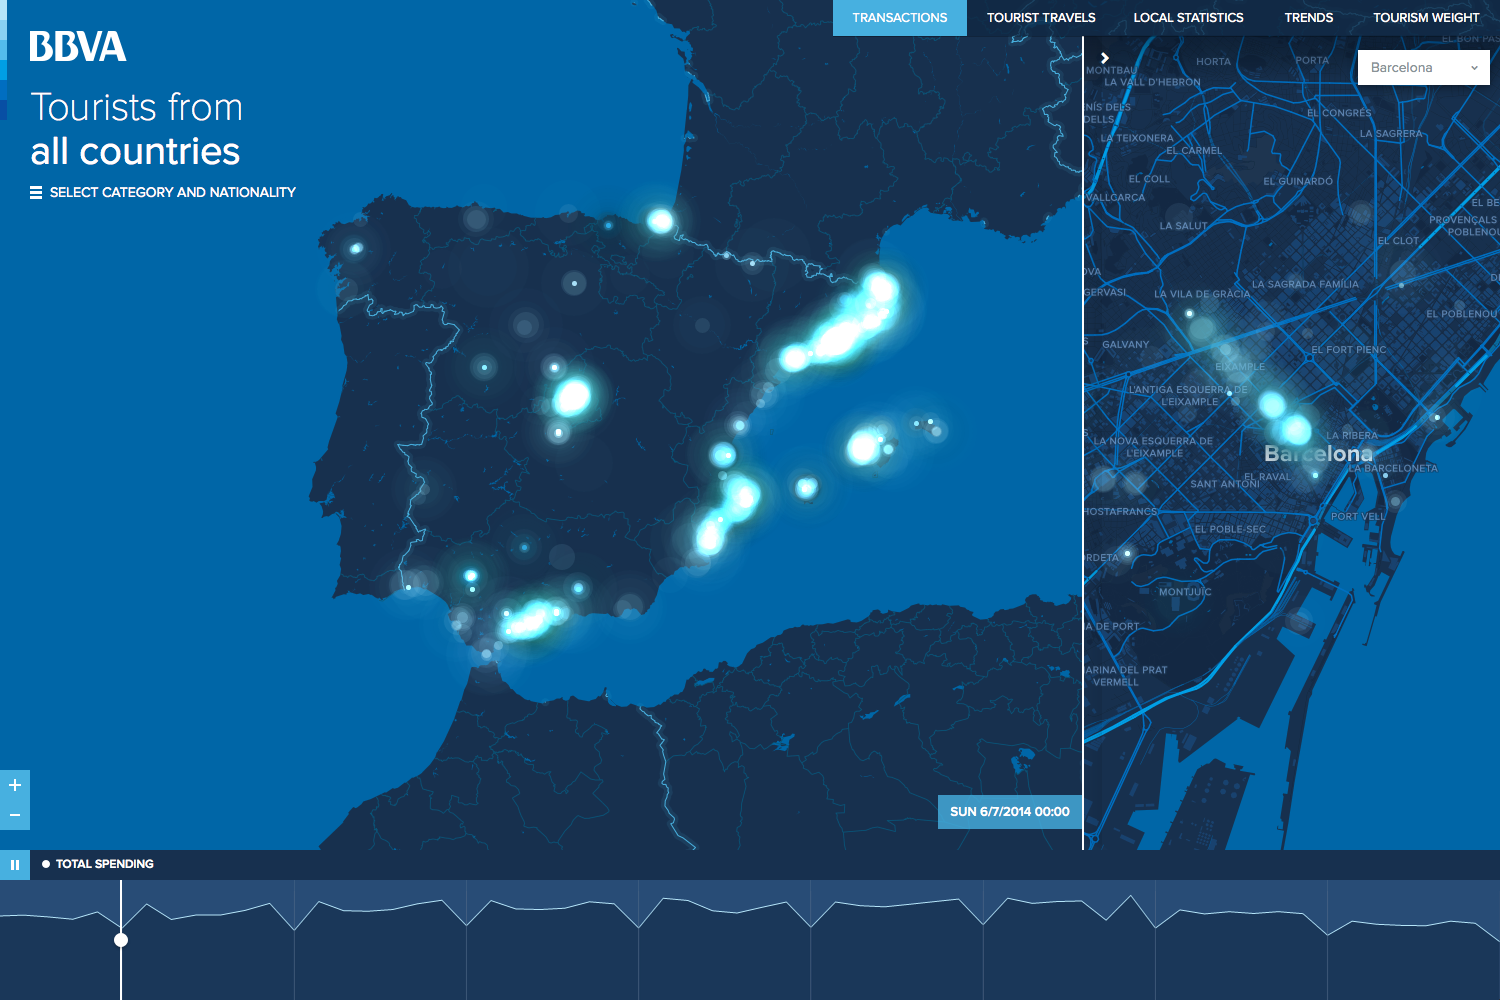 TRANSACTIONS
TOURIST TRAVELS
LOCAL STATISTICS
TRENDS
TOURISM WEIGHT
BBVA
Tourists from
all countries
SELECT CATEGORY AND NATIONALITY
Barcelona
EL BON PAS
HORTA
PORTA
MONTBAU
LA VALL D'HEBRON
NÍS DELS
DELLS
EL CONGRÉS
LA TEIXONERA
LA SAGRERA
EL CARMEL
EL COLL
EL GUINARDÓ
VALLCARCA
EL BE
LA SALUT
PROVENÇALS
POBLENOU
EL CLOT
OVA
GERVASI
LA VILA DE GRÀCIA
LA SAGRADA FAMÍLIA
EL POBLENOU
GALVANY
EL FORT PIENC
EIXAMPLE
L'ANTIGA ESQUERRA DE
L'EIXAMPLE
LA NOVA ESQUERRA DE
L'EIXAMPLE
LA RIBERA
Barcelona
LA BARCELONETA
EL RAVAL
SANT ANTONI
HOSTAFRANCS
PORT VELL
EL POBLE-SEC
RDETA
MONTJUÏC
A DE PORT
ARINA DEL PRAT
VERMELL
+
−
SUN 6/7/2014 00:00
TOTAL SPENDING